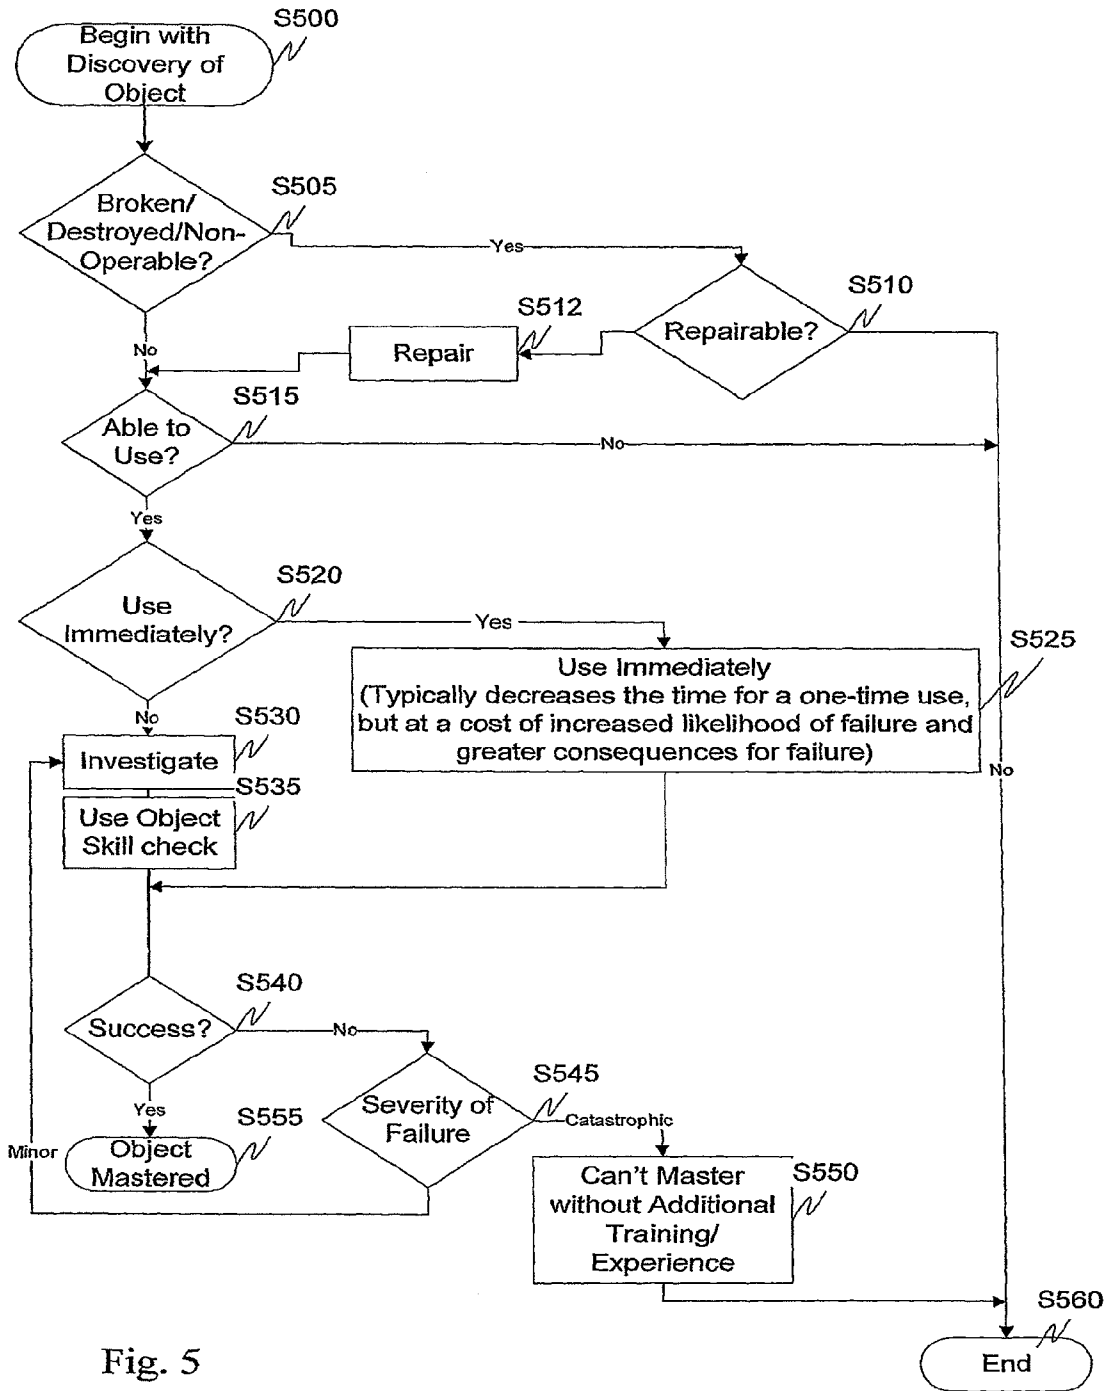 S500
Begin with
Discovery of
Object
S505
Broken/
Destroyed/Non-
Operable?
Yes
S510
Repairable?
S512
Repair
No
S515
Able to
Use?
No
Yes
S520
Use
Immediately?
Yes
S525
Use Immediately
(Typically decreases the time for a one-time use,
but at a cost of increased likelihood of failure and
greater consequences for failure)
No
No
S530
Investigate
S535
Use Object
Skill check
S540
Success?
No
S545
Severity of
Failure
Catastrophic
Yes
S555
Object
Mastered
Minor
S550
Can't Master
without Additional
Training/
Experience
S560
End
Fig. 5